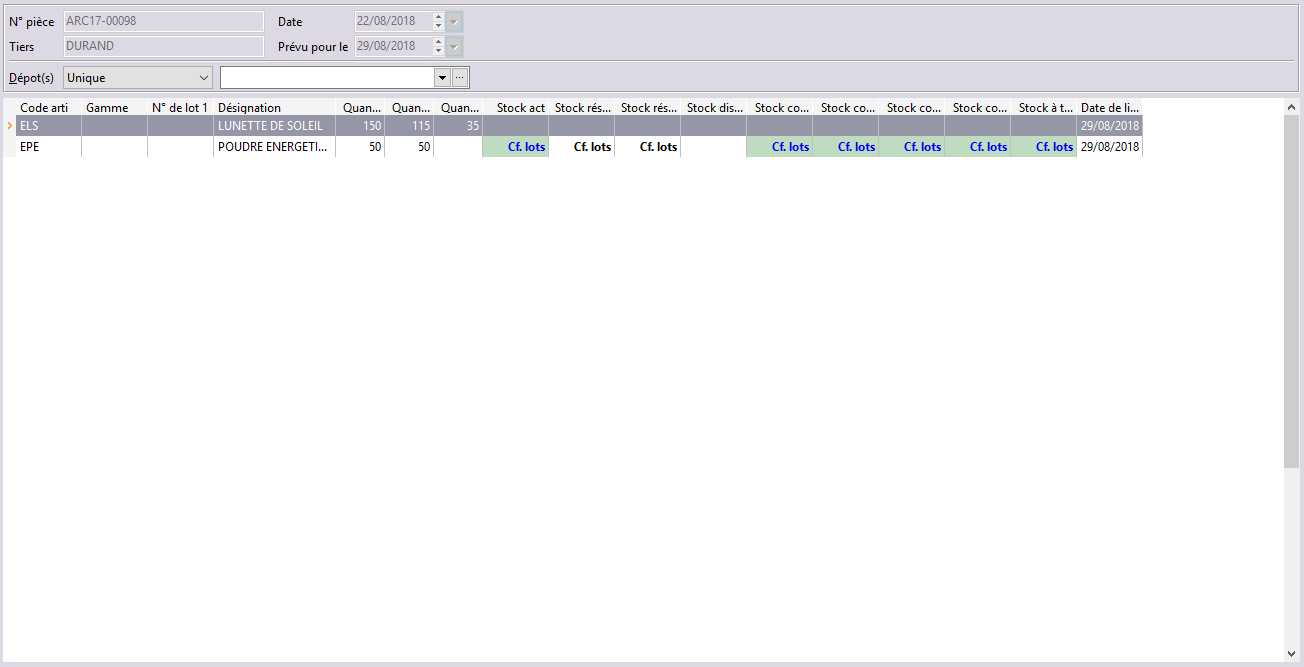 N° pièce ARC17-00098 Date 22/08/2018
Tiers DURAND Prévu pour le 29/08/2018
Dépot(s) Unique ...
Code arti Gamme N° de lot 1 Désignation Quan... Quan... Quan... Stock act Stock rés... Stock rés... Stock dis... Stock co... Stock co... Stock co... Stock co... Stock à t... Date de li...
ELS LUNETTE DE SOLEIL 150 115 35 29/08/2018
EPE POUDRE ENERGETI... 50 50 Cf. lots Cf. lots Cf. lots Cf. lots Cf. lots Cf. lots Cf. lots Cf. lots 29/08/2018